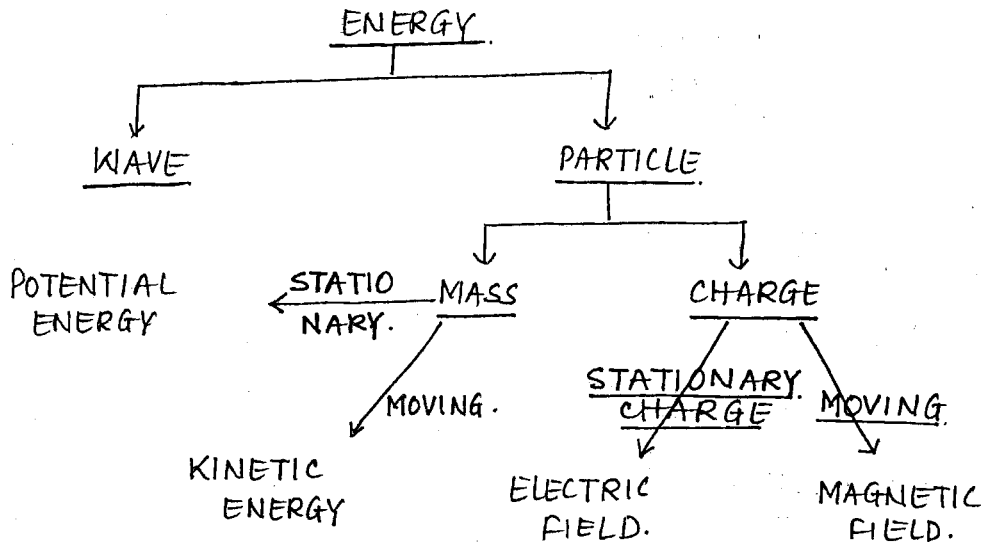 ENERGY.
WAVE
PARTICLE.
POTENTIAL
ENERGY
STATIO
NARY.
MASS
CHARGE
MOVING.
STATIONARY.
CHARGE
MOVING.
KINETIC
ENERGY
ELECTRIC
FIELD.
MAGNETIC
FIELD.